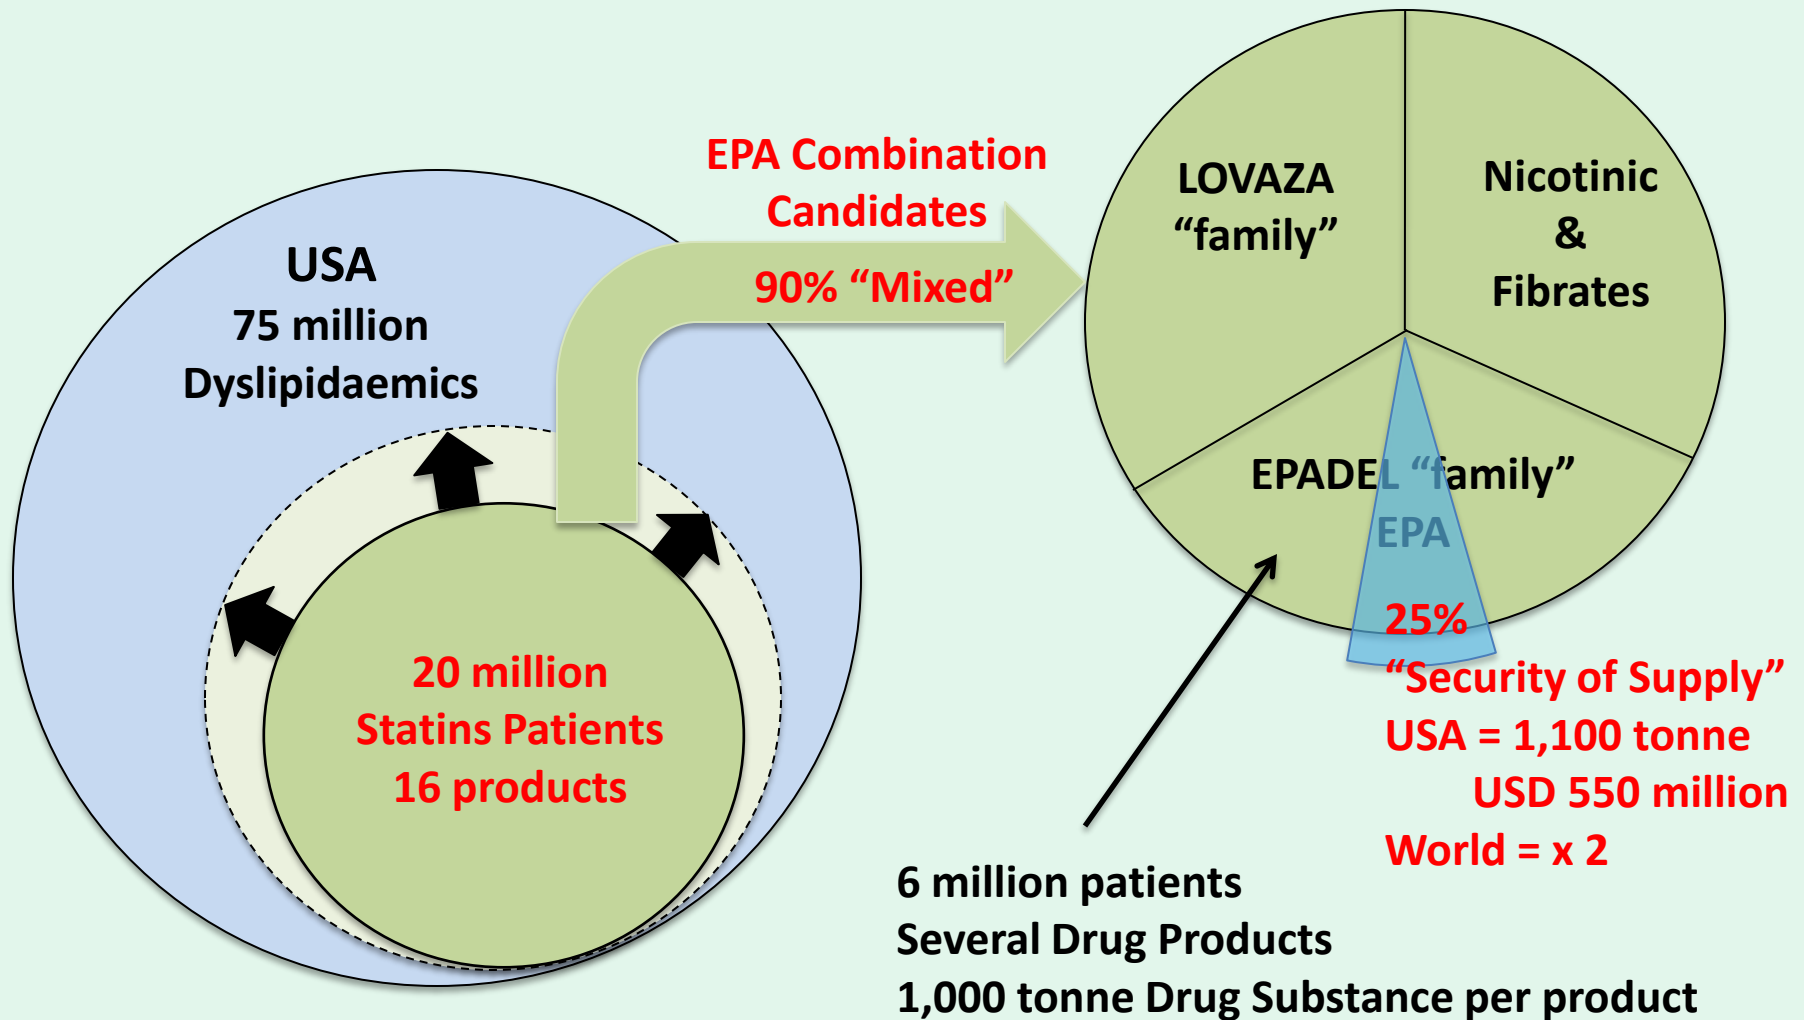 USA
75 million
Dyslipidaemics
20 million
Statins Patients
16 products
EPA Combination
Candidates
90% “Mixed”
LOVAZA
“family”
Nicotinic
&
Fibrates
EPADEL “family”
EPA
25%
“Security of Supply”
USA = 1,100 tonne
USD 550 million
World = x 2
6 million patients
Several Drug Products
1,000 tonne Drug Substance per product